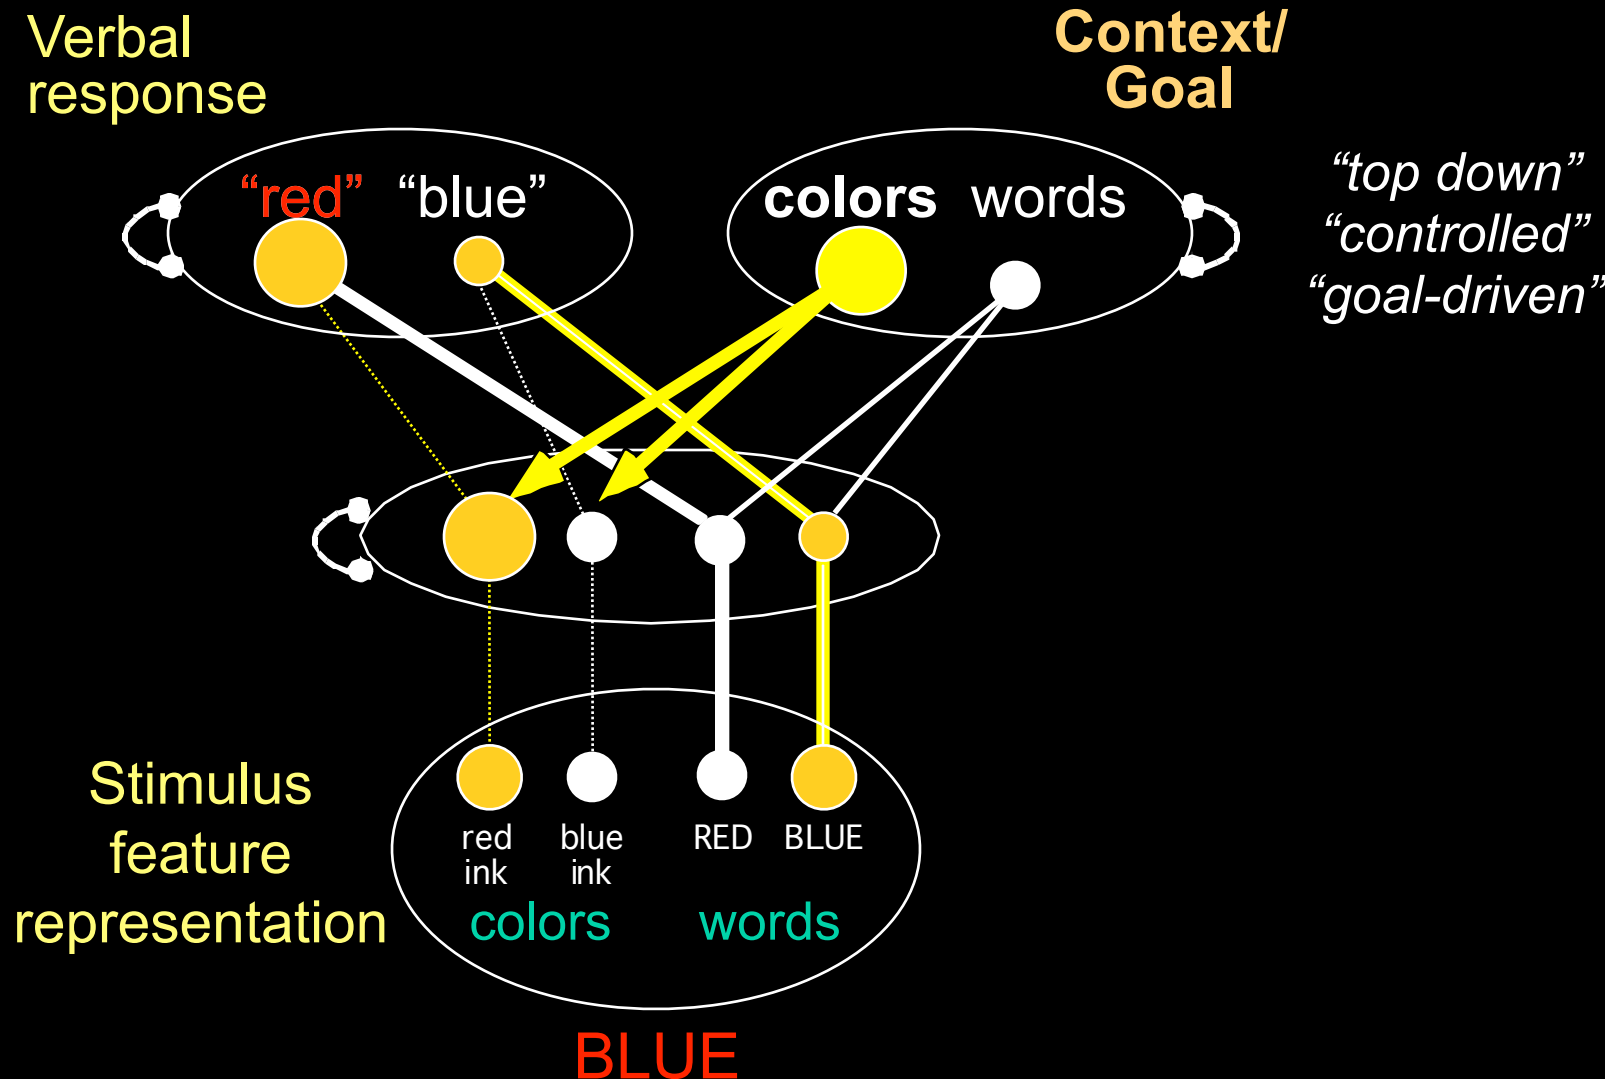 Verbal
response
Context/
Goal
“red” “blue”
colors words
“top down”
“controlled”
“goal-driven”
Stimulus
feature
representation
red
ink
blue
ink
RED
BLUE
colors
words
BLUE